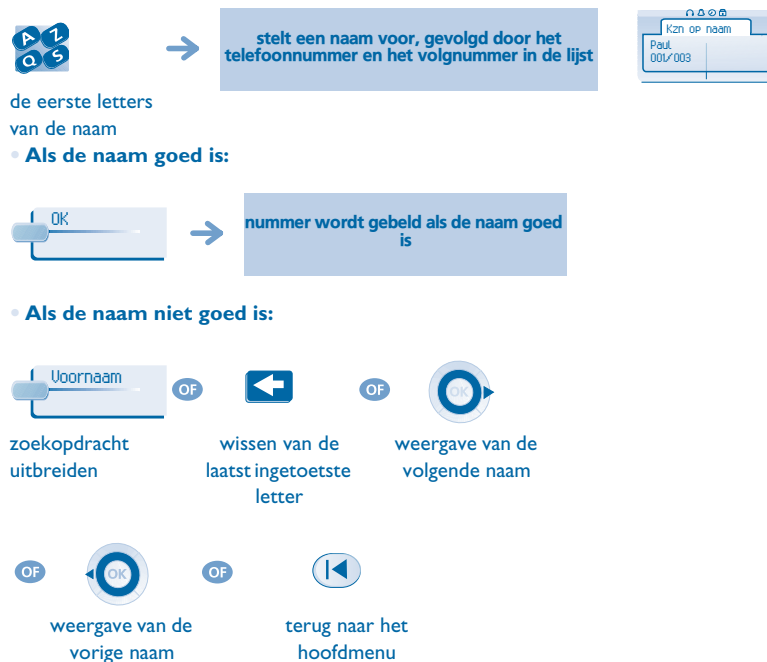 A Z
Q S
stelt een naam voor, gevolgd door het
telefoonnummer en het volgnummer in de lijst
Kzn op naam
Paul
001/003
de eerste letters
van de naam
• Als de naam goed is:
OK
nummer wordt gebeld als de naam goed
is
• Als de naam niet goed is:
Voornaam
OF
OF
OK
zoekopdracht
uitbreiden
wissen van de
laatst ingetoetste
letter
weergave van de
volgende naam
OF
OK
OF
weergave van de
vorige naam
terug naar het
hoofdmenu